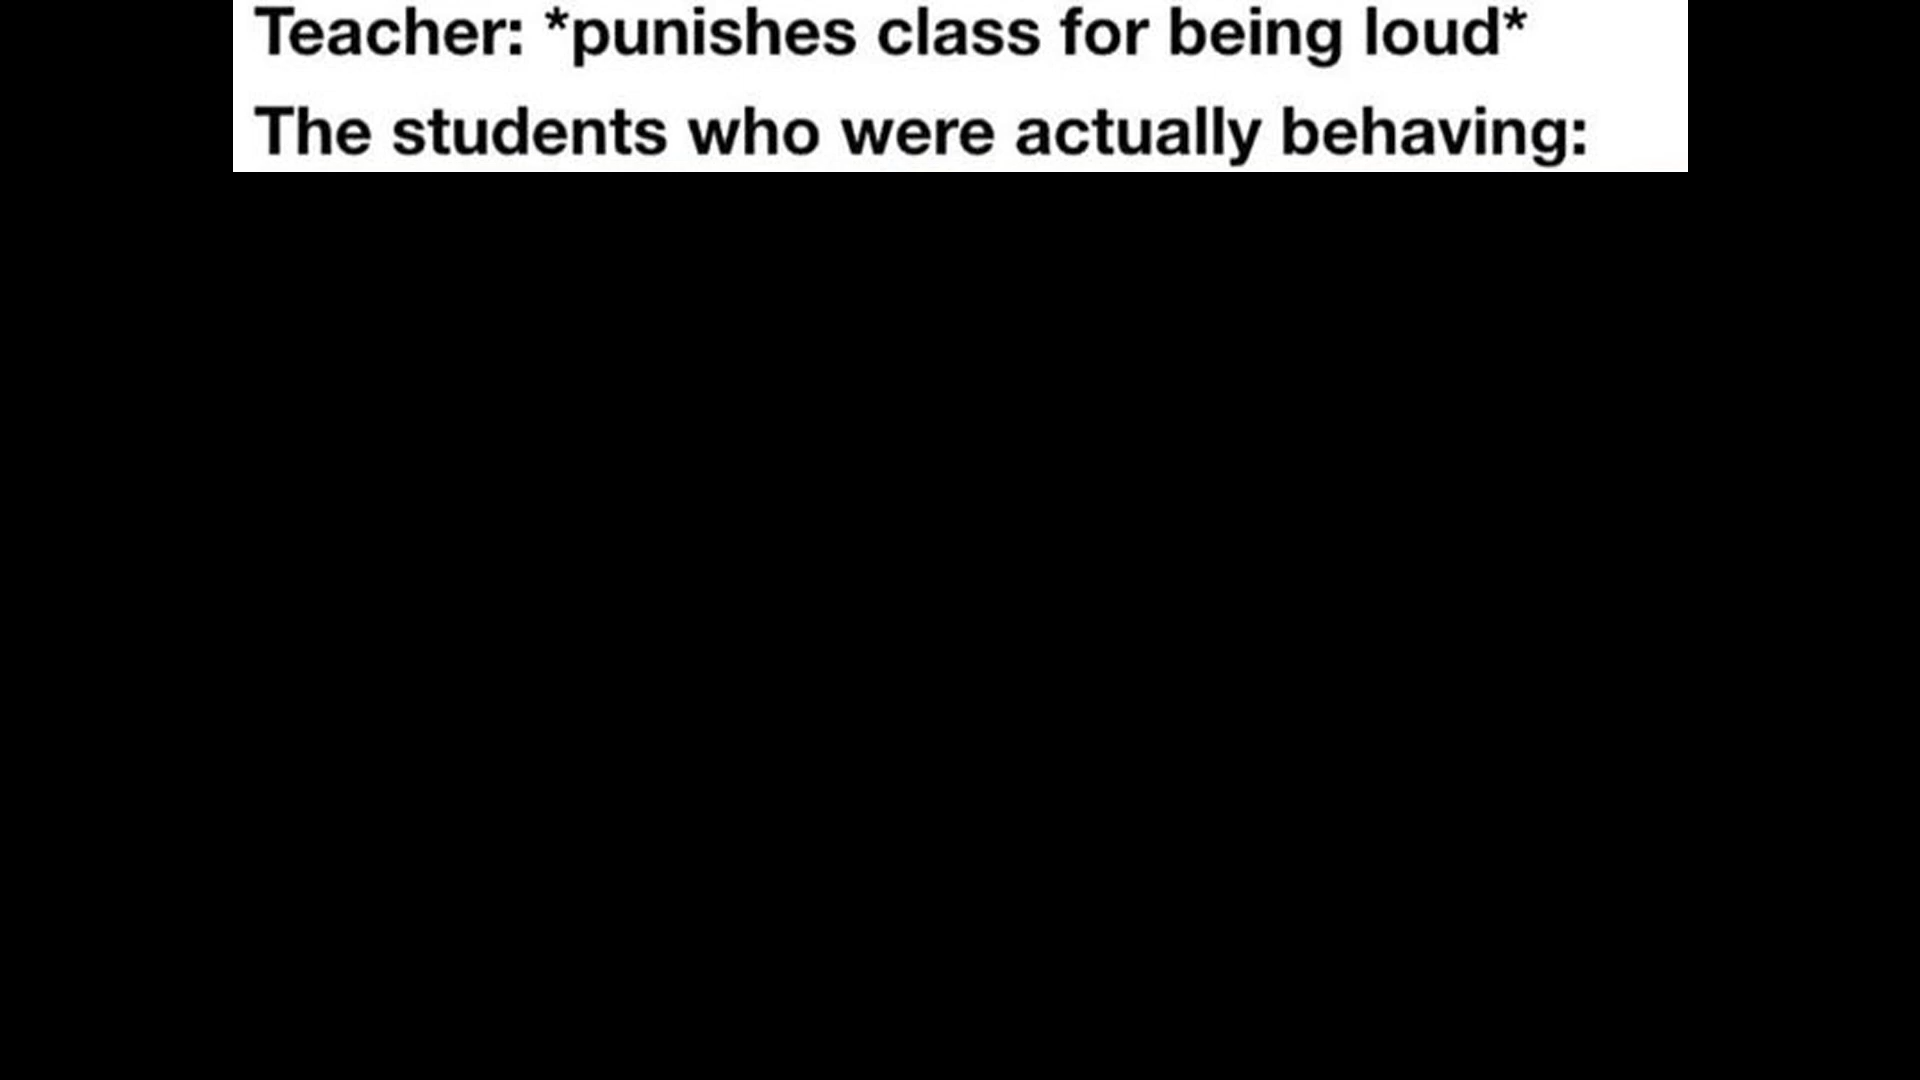 Teacher: *punishes class for being loud*
The students who were actually behaving: